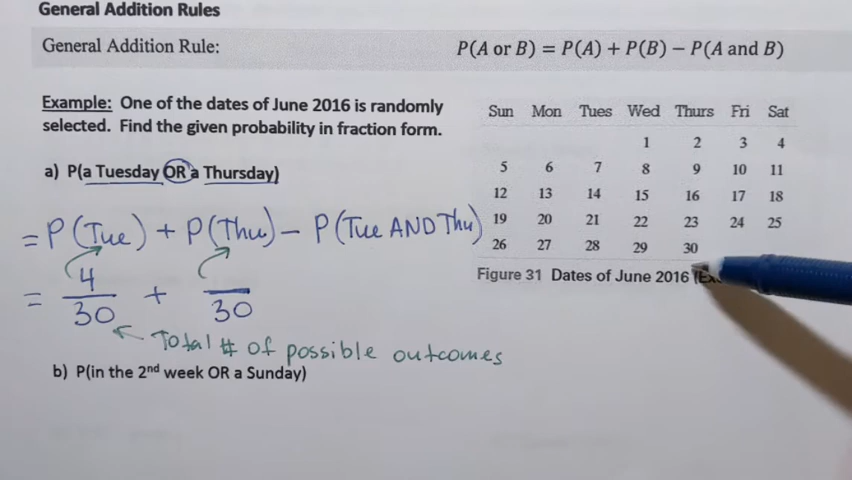 General Addition Rules
General Addition Rule: P(A or B) = P(A) + P(B) − P(A and B)
Example: One of the dates of June 2016 is randomly
selected. Find the given probability in fraction form.
a) P(a Tuesday OR a Thursday)
= P(Tue) + P(Thu) − P(Tue AND Thu)
= 4/30 + /30
Total # of possible outcomes
b) P(in the 2nd week OR a Sunday)
Sun Mon Tues Wed Thurs Fri Sat
1 2 3 4
5 6 7 8 9 10 11
12 13 14 15 16 17 18
19 20 21 22 23 24 25
26 27 28 29 30
Figure 31 Dates of June 2016